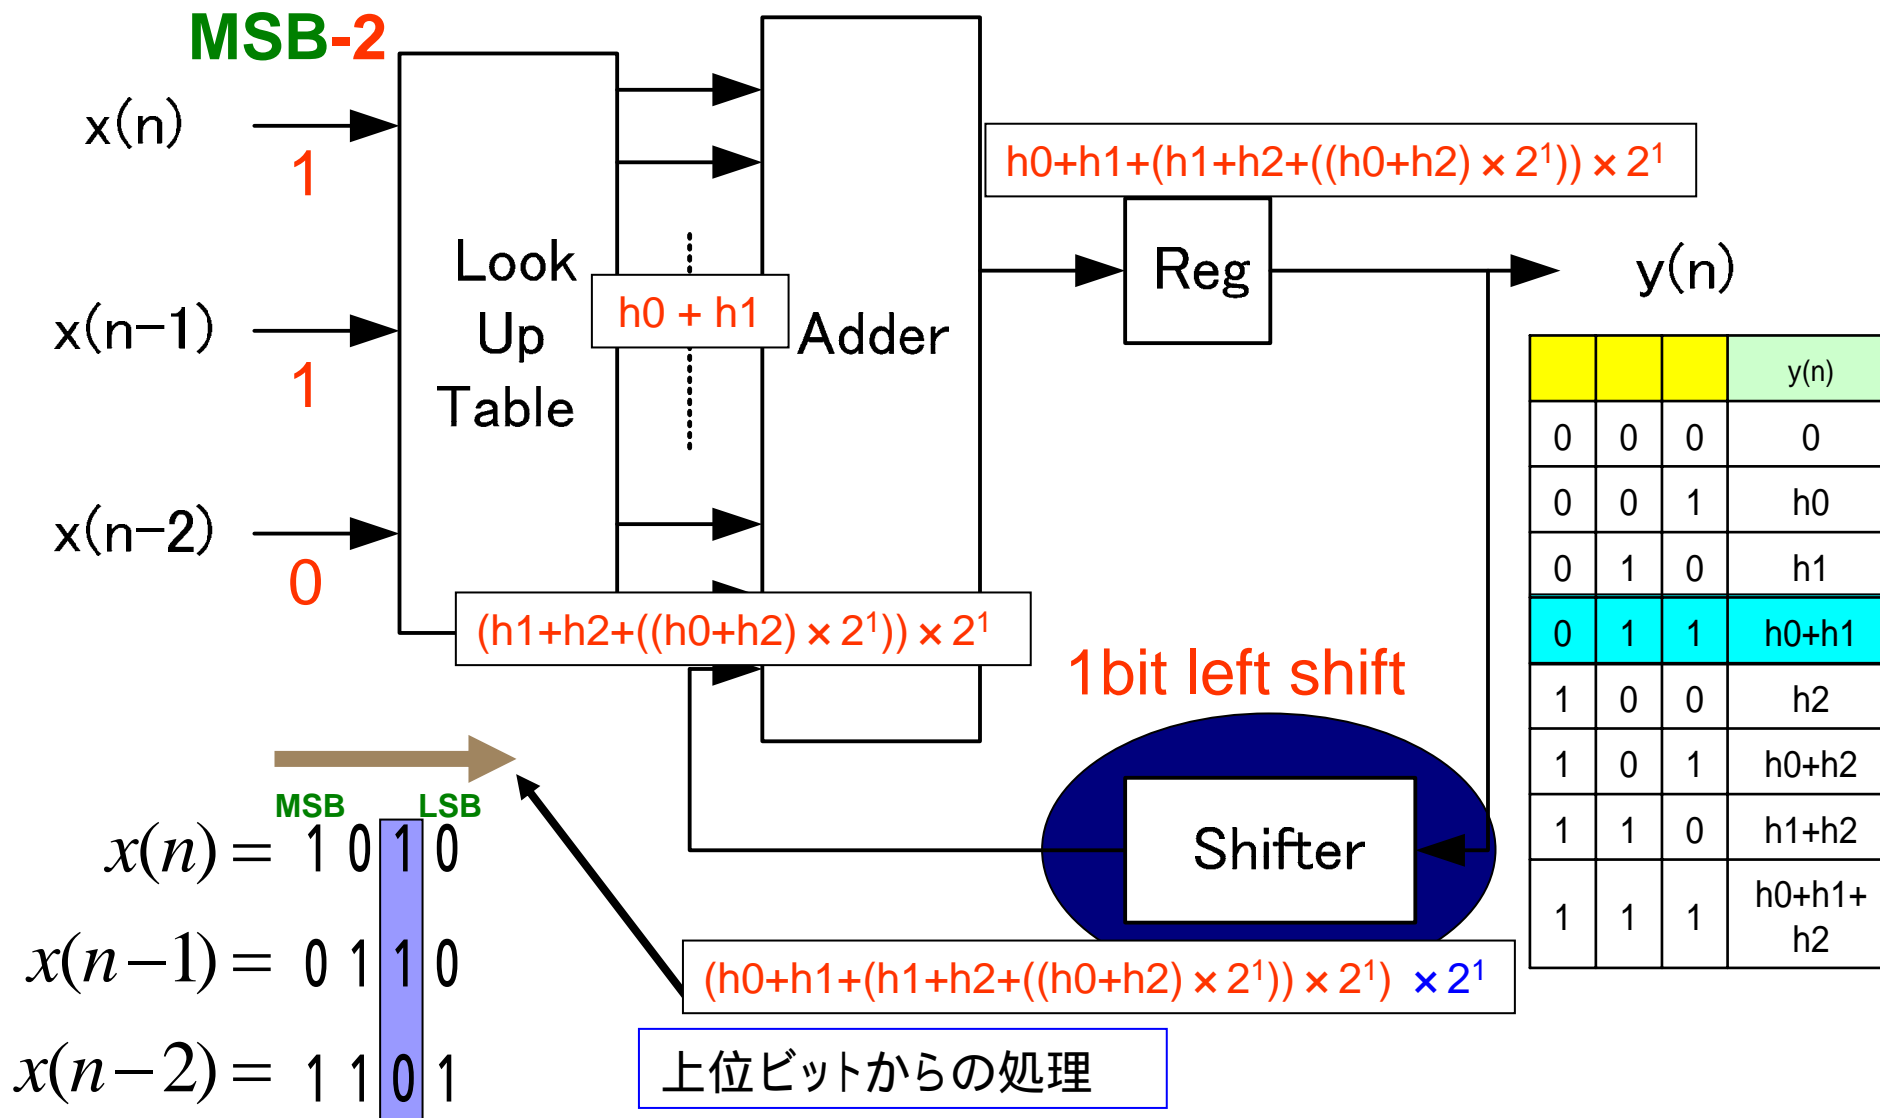 MSB-2
x(n)
1
x(n-1)
1
x(n-2)
0
Look
Up
Table
h0 + h1
Adder
h0+h1+(h1+h2+((h0+h2) × 2¹)) × 2¹
Reg
y(n)
(h1+h2+((h0+h2) × 2¹)) × 2¹
1bit left shift
Shifter
(h0+h1+(h1+h2+((h0+h2) × 2¹)) × 2¹) × 2¹
上位ビットからの処理
MSB LSB
x(n) = 1 0 1 0
x(n-1) = 0 1 1 0
x(n-2) = 1 1 0 1
y(n)
0 0 0 0
0 0 1 h0
0 1 0 h1
0 1 1 h0+h1
1 0 0 h2
1 0 1 h0+h2
1 1 0 h1+h2
1 1 1 h0+h1+
h2